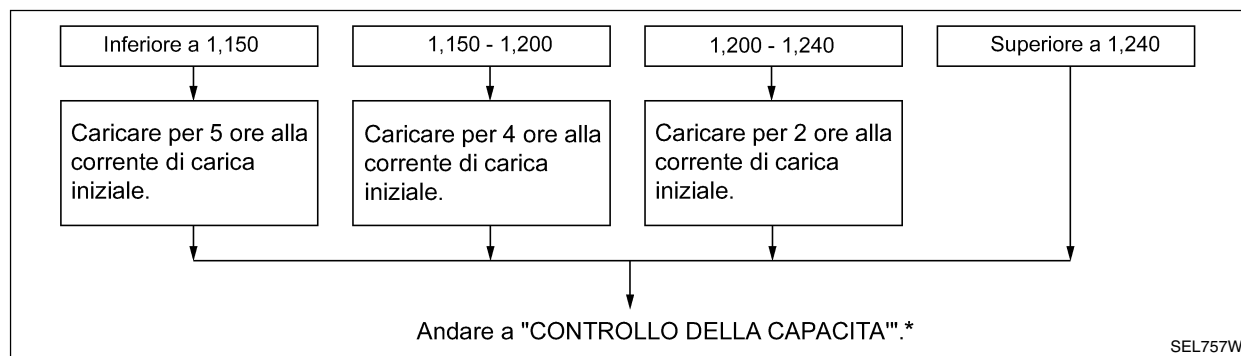 Inferiore a 1,150
1,150 - 1,200
1,200 - 1,240
Superiore a 1,240
Caricare per 5 ore alla
corrente di carica
iniziale.
Caricare per 4 ore alla
corrente di carica
iniziale.
Caricare per 2 ore alla
corrente di carica
iniziale.
Andare a "CONTROLLO DELLA CAPACITA'".*
SEL757W